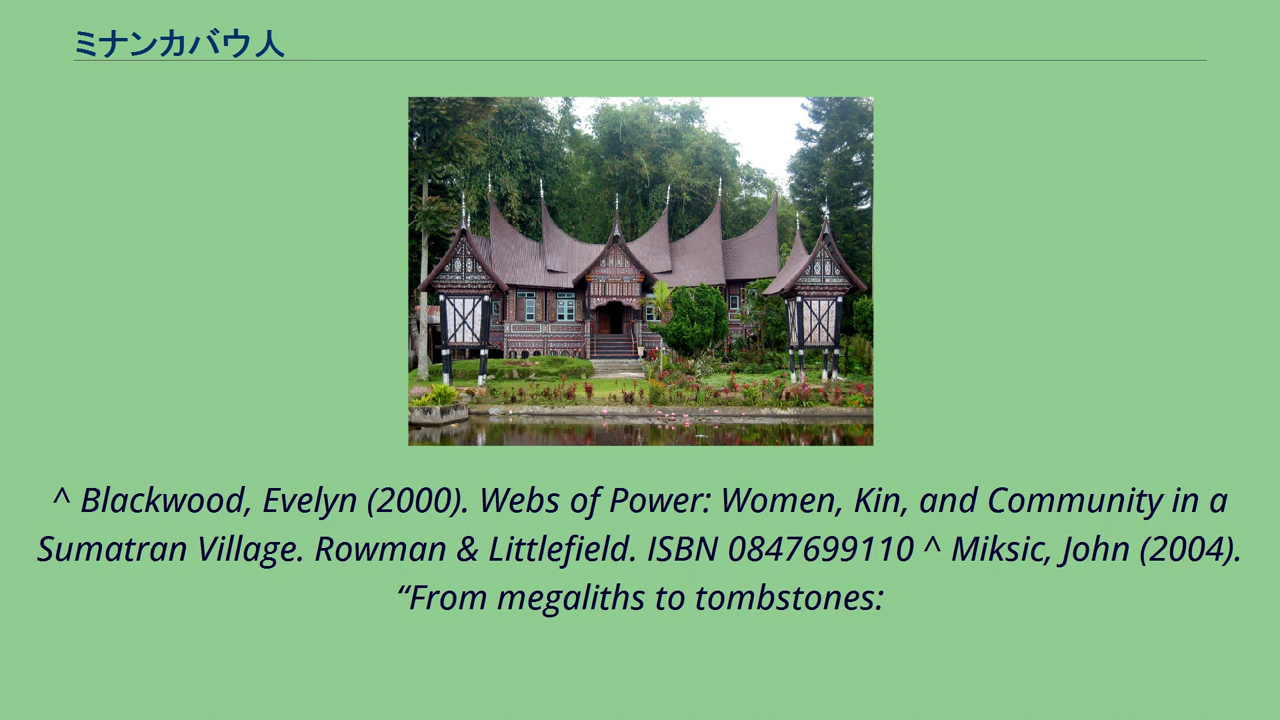 ミナンカバウ人
^ Blackwood, Evelyn (2000). Webs of Power: Women, Kin, and Community in a
Sumatran Village. Rowman & Littlefield. ISBN 0847699110 ^ Miksic, John (2004).
“From megaliths to tombstones: